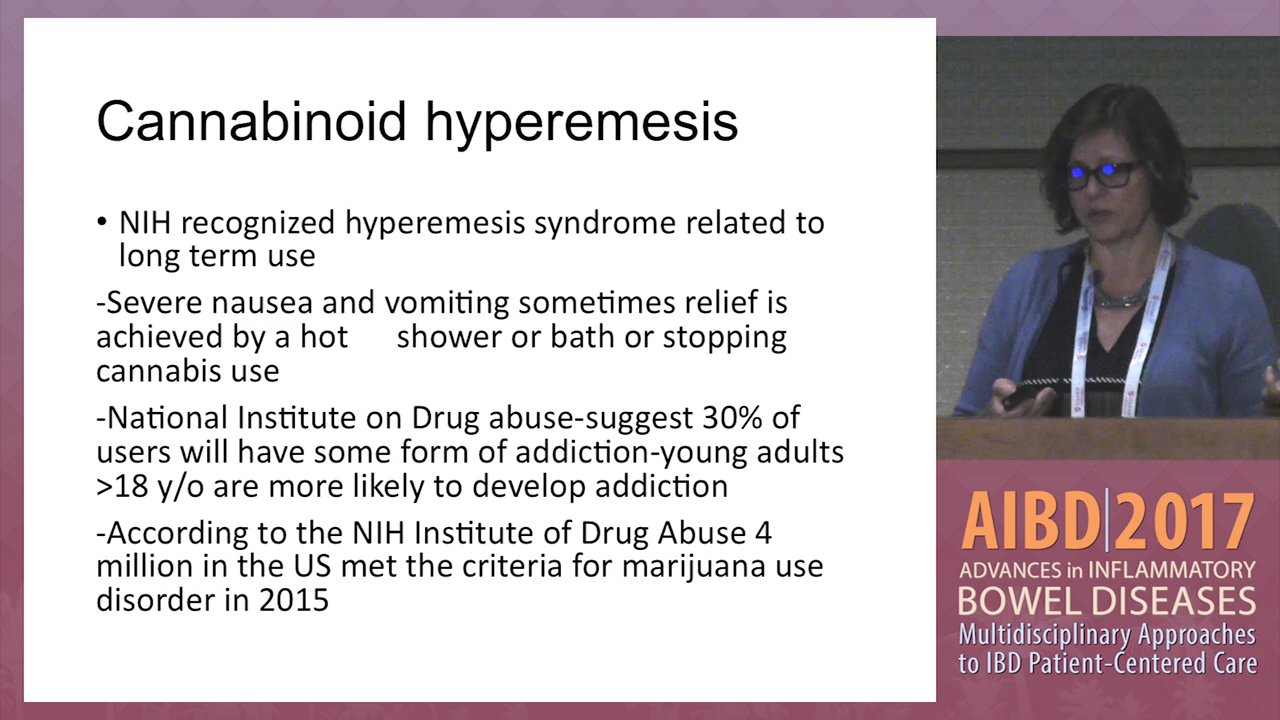 Cannabinoid hyperemesis
• NIH recognized hyperemesis syndrome related to
long term use
-Severe nausea and vomiting sometimes relief is
achieved by a hot shower or bath or stopping
cannabis use
-National Institute on Drug abuse-suggest 30% of
users will have some form of addiction-young adults
>18 y/o are more likely to develop addiction
-According to the NIH Institute of Drug Abuse 4
million in the US met the criteria for marijuana use
disorder in 2015
AIBD|2017
ADVANCES in INFLAMMATORY
BOWEL DISEASES
Multidisciplinary Approaches
to IBD Patient-Centered Care